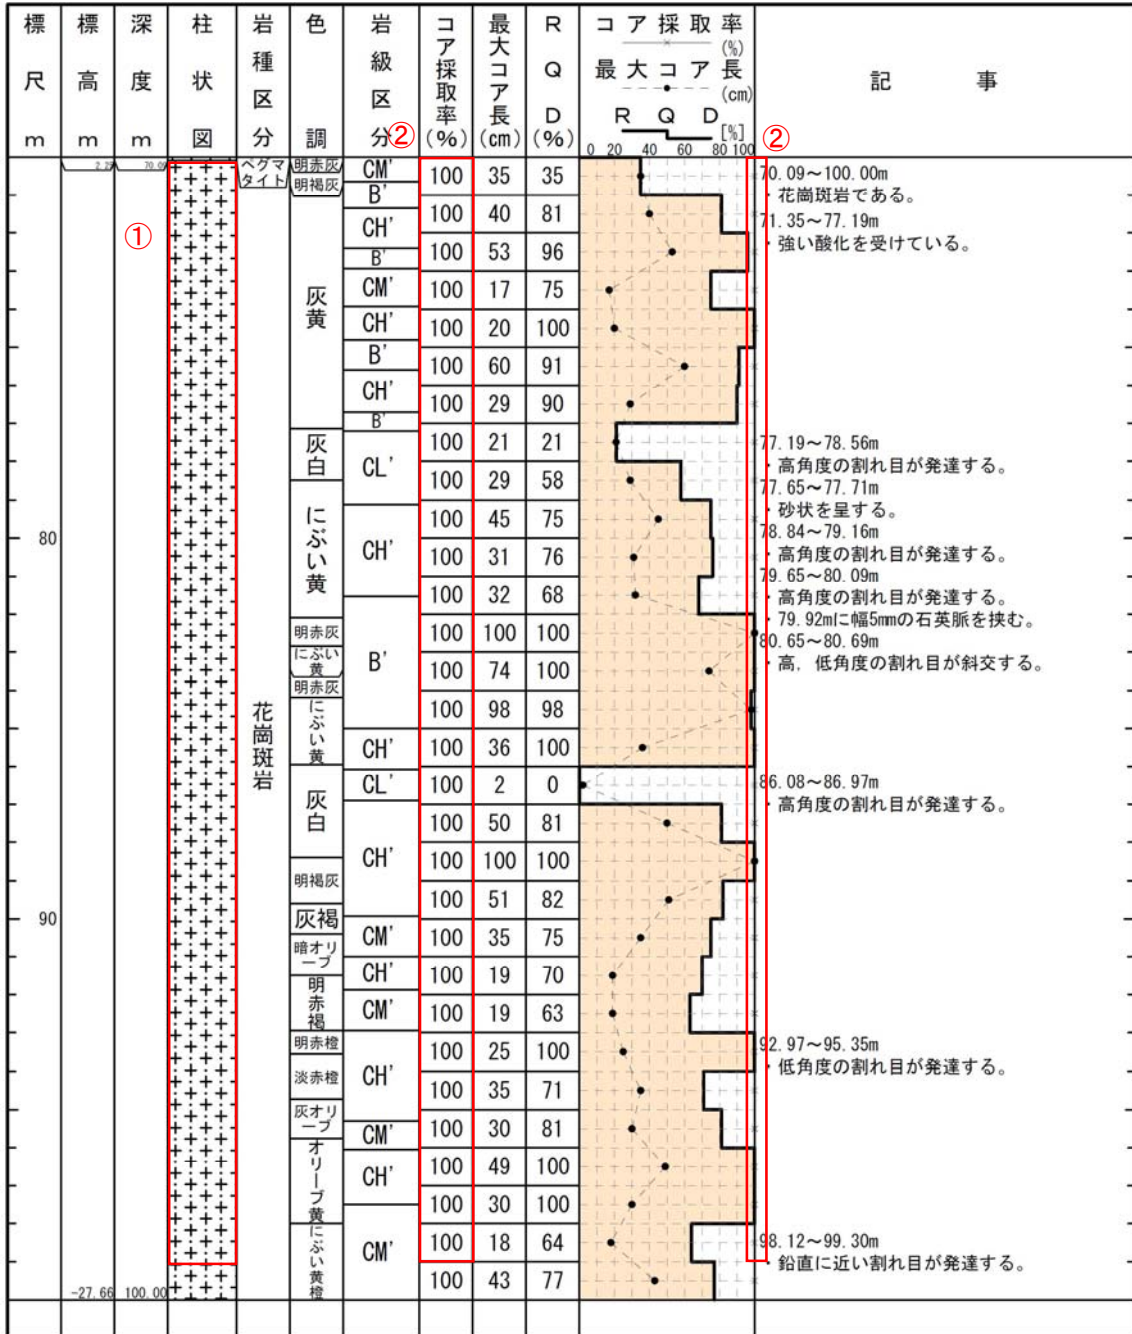 標尺 m
標高 m
深度 m
柱状図
岩種区分
色調
岩級区分
②
コア採取率(%)
最大コア長(cm)
RQD(%)
コア採取率
(%)
最大コア長
(cm)
RQD
[%]
0 20 40 60 80 100
②
記事
2.25
70.09
①
80
90
-27.66
100.00
ペグマタイト
花崗斑岩
明赤灰
明褐灰
灰黄
灰白
にぶい黄
明赤灰
にぶい黄
明赤灰
にぶい黄
灰白
明褐灰
灰褐
暗オリーブ
明赤褐
明赤橙
淡赤橙
灰オリーブ
オリーブ黄
にぶい黄橙
CM'
B'
CH'
B'
CM'
CH'
B'
CH'
B'
CL'
CH'
B'
CH'
CL'
CH'
CM'
CH'
CM'
CH'
CM'
CH'
CM'
100 35 35
100 40 81
100 53 96
100 17 75
100 20 100
100 60 91
100 29 90
100 21 21
100 29 58
100 45 75
100 31 76
100 32 68
100 100 100
100 74 100
100 98 98
100 36 100
100 2 0
100 50 81
100 100 100
100 51 82
100 35 75
100 19 70
100 19 63
100 25 100
100 35 71
100 30 81
100 49 100
100 30 100
100 18 64
100 43 77
70.09～100.00m
・花崗斑岩である。
71.35～77.19m
・強い酸化を受けている。
77.19～78.56m
・高角度の割れ目が発達する。
77.65～77.71m
・砂状を呈する。
78.84～79.16m
・高角度の割れ目が発達する。
79.65～80.09m
・高角度の割れ目が発達する。
・79.92mに幅5mmの石英脈を挟む。
80.65～80.69m
・高，低角度の割れ目が斜交する。
86.08～86.97m
・高角度の割れ目が発達する。
92.97～95.35m
・低角度の割れ目が発達する。
98.12～99.30m
・鉛直に近い割れ目が発達する。